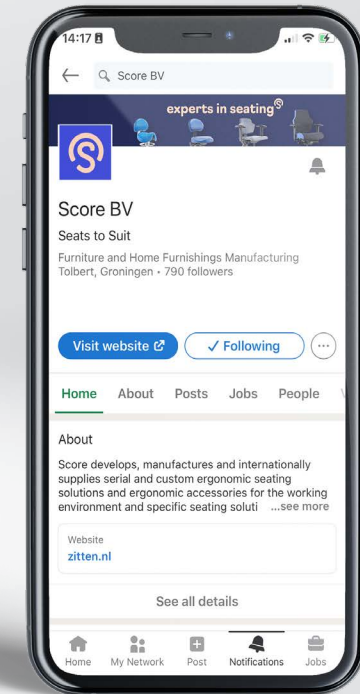 14:17
Score BV
experts in seating
Score BV
Seats to Suit
Furniture and Home Furnishings Manufacturing
Tolbert, Groningen • 790 followers
Visit website
✓ Following
Home About Posts Jobs People
About
Score develops, manufactures and internationally
supplies serial and custom ergonomic seating
solutions and ergonomic accessories for the working
environment and specific seating soluti ...see more
Website
zitten.nl
See all details
Home My Network Post Notifications Jobs